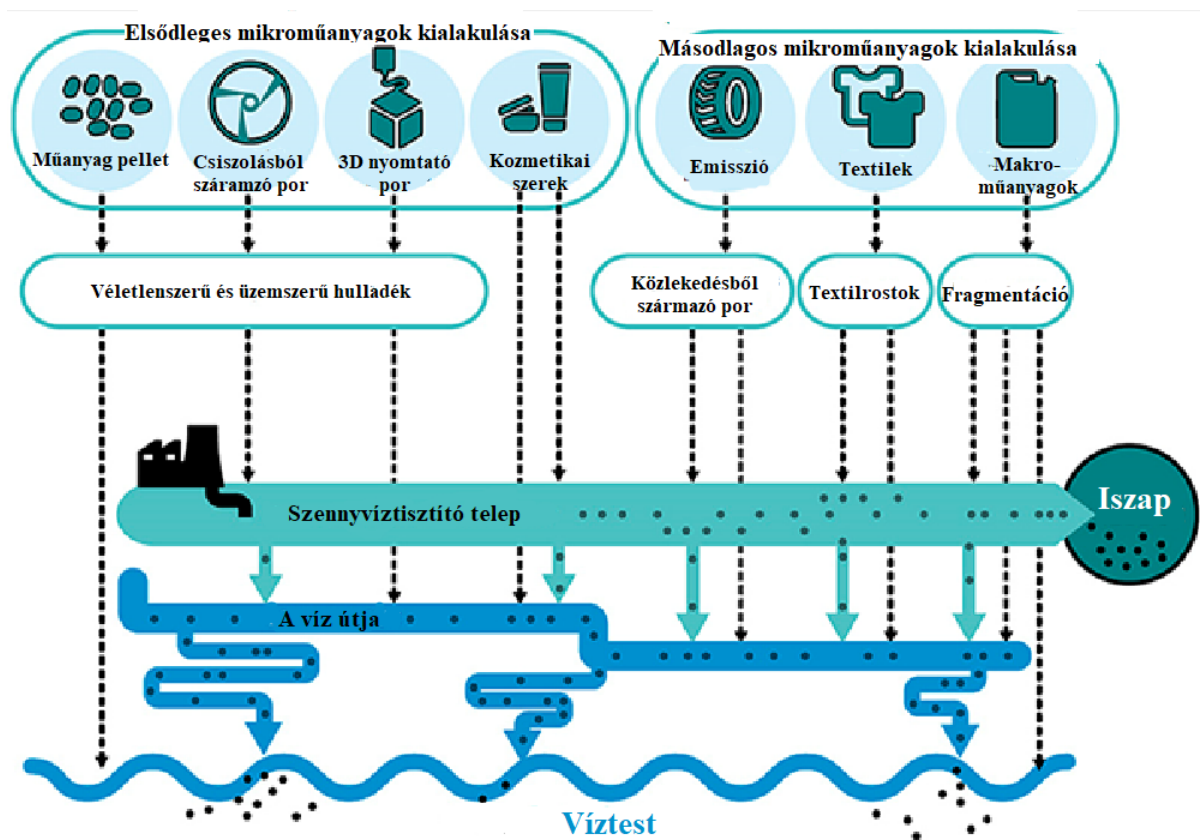 Elsődleges mikroműanyagok kialakulása
Műanyag pellet
Csiszolásból
száramzó por
3D nyomtató
por
Kozmetikai
szerek
Másodlagos mikroműanyagok kialakulása
Emisszió
Textilek
Makro-
műanyagok
Véletlenszerű és üzemszerű hulladék
Közlekedésből
származó por
Textilrostok
Fragmentáció
Szennyvíztisztító telep
Iszap
A víz útja
Víztest